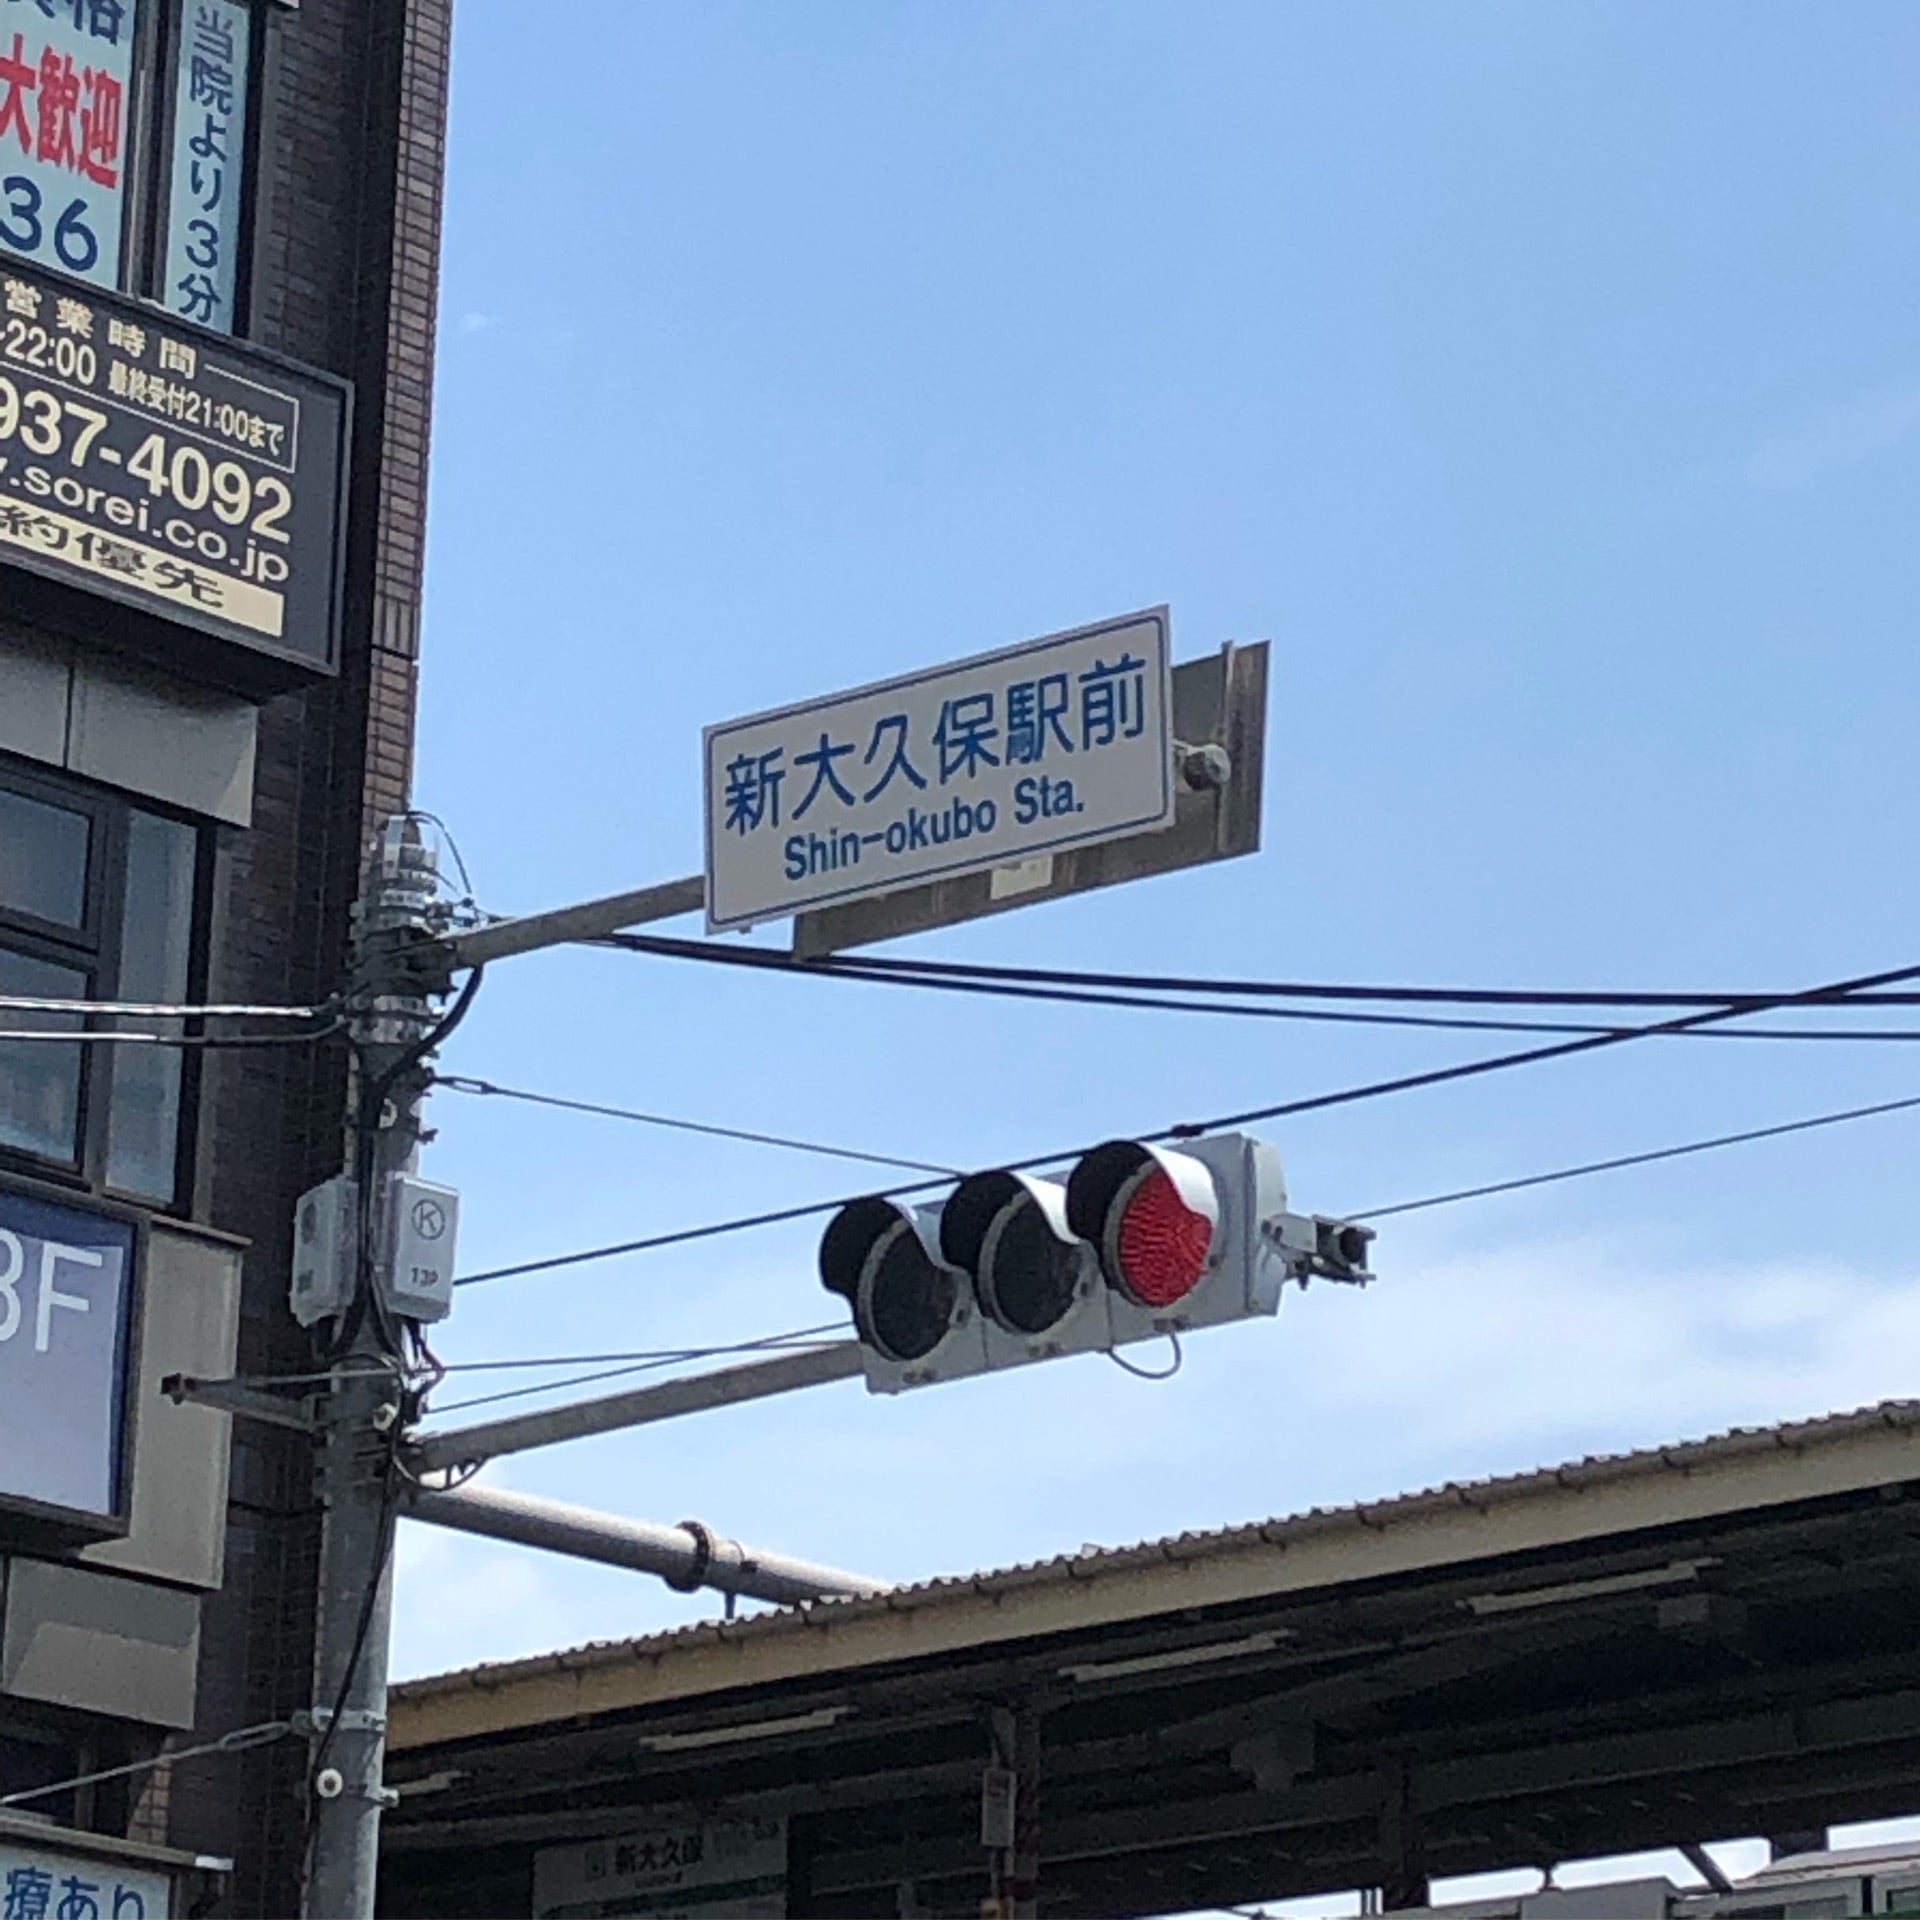 大歓迎
36
当院より3分
営業時間
-22:00 最終受付21:00まで
937-4092
.sorei.co.jp
約優先
新大久保駅前
Shin-okubo Sta.
K
13P
3F
新大久保
療あり